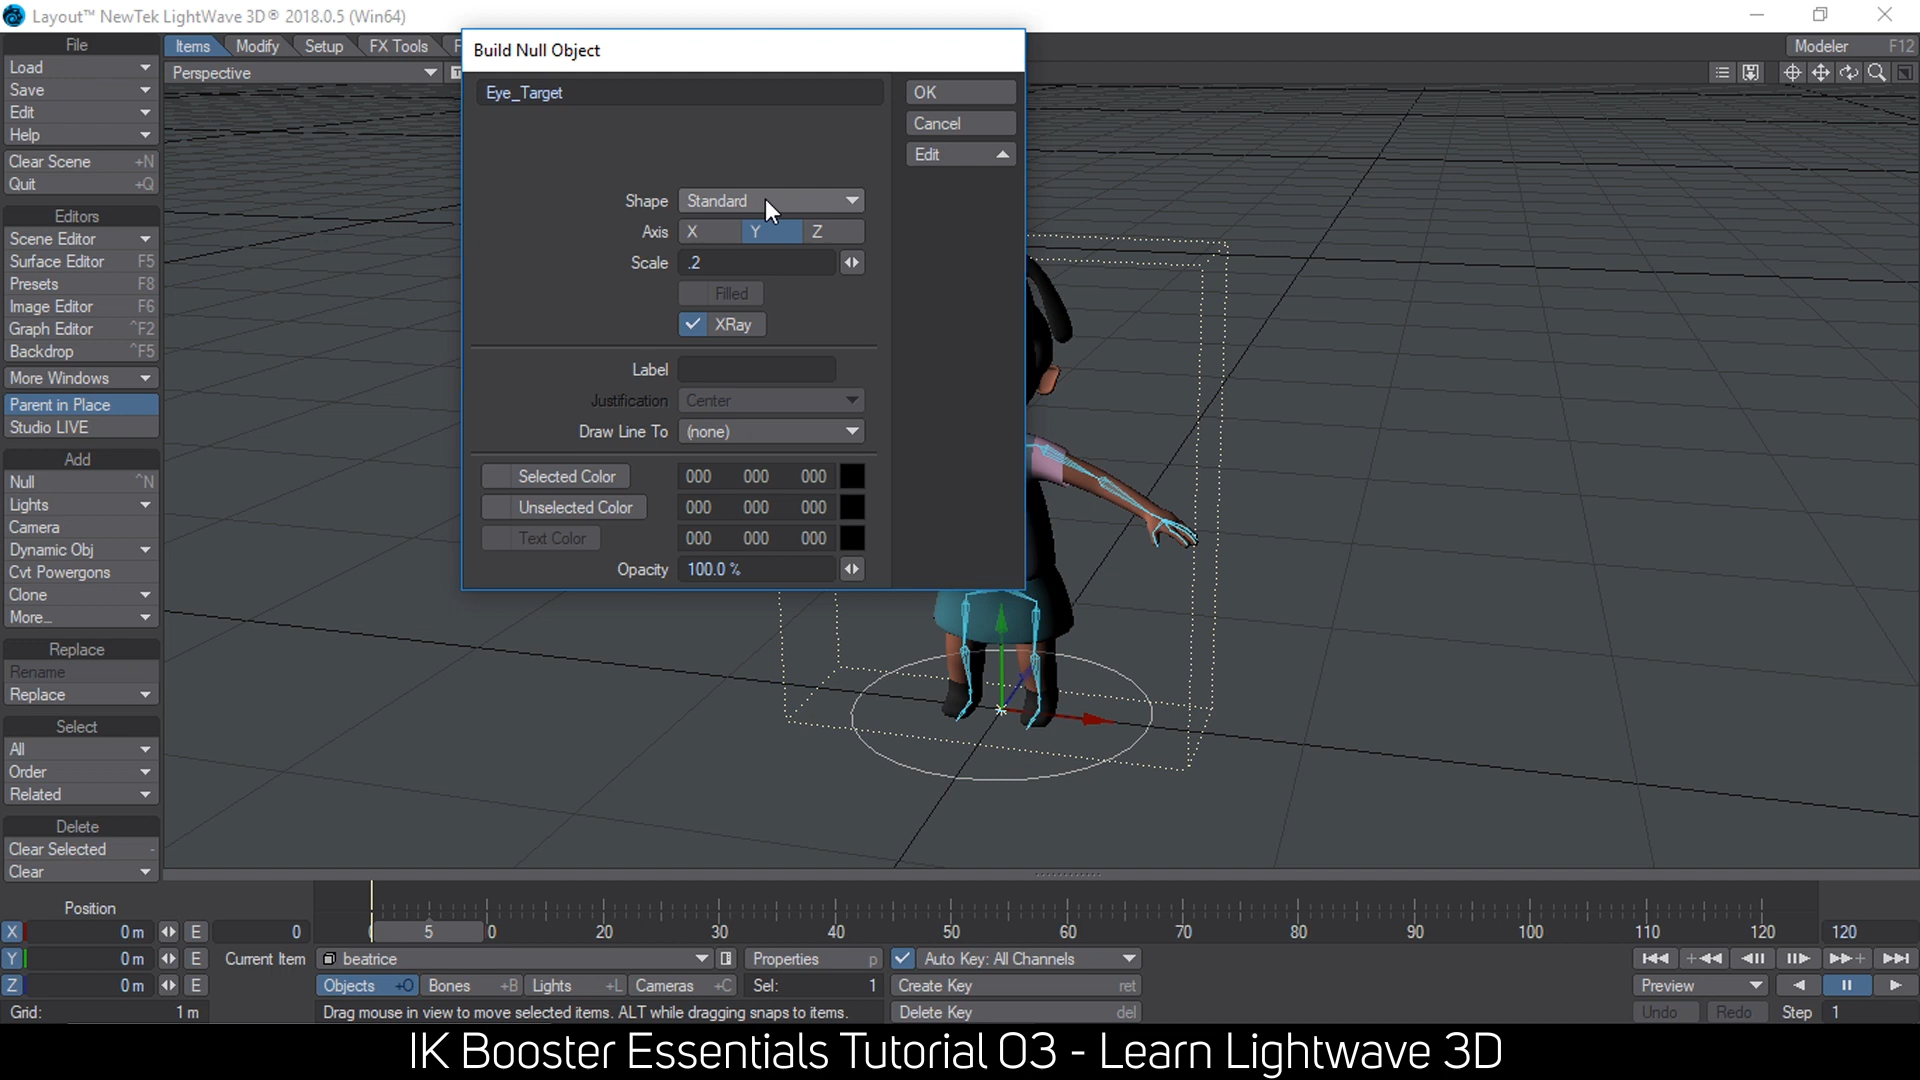 Layout™ NewTek LightWave 3D® 2018.0.5 (Win64)
File
Load
Save
Edit
Help
Clear Scene +N
Quit +Q
Editors
Scene Editor
Surface Editor F5
Presets F8
Image Editor F6
Graph Editor ^F2
Backdrop ^F5
More Windows
Parent in Place
Studio LIVE
Add
Null ^N
Lights
Camera
Dynamic Obj
Cvt Powergons
Clone
More...
Replace
Rename
Replace
Select
All
Order
Related
Delete
Clear Selected -
Clear
Items Modify Setup FX Tools
Perspective
Modeler F12
Build Null Object
Eye_Target
OK
Cancel
Edit
Shape Standard
Axis X Y Z
Scale .2
Filled
XRay
Label
Justification Center
Draw Line To (none)
Selected Color 000 000 000
Unselected Color 000 000 000
Text Color 000 000 000
Opacity 100.0 %
Position
X 0 m E 0
Y 0 m E
Z 0 m E
Grid: 1 m
5 0 20 30 40 50 60 70 80 90 100 110 120 120
Current Item beatrice Properties p Auto Key: All Channels
Objects +O Bones +B Lights +L Cameras +C Sel: 1 Create Key ret
Drag mouse in view to move selected items. ALT while dragging snaps to items. Delete Key del
Preview
Undo Redo Step 1
IK Booster Essentials Tutorial 03 - Learn Lightwave 3D